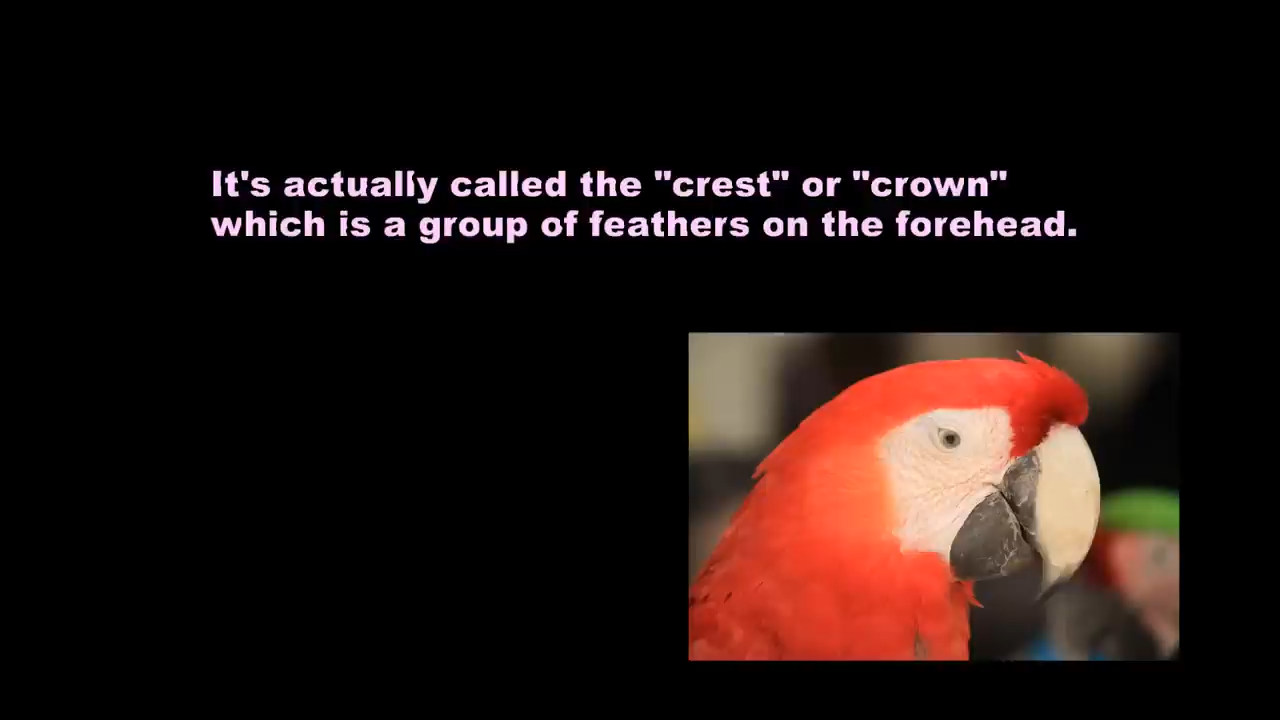 It's actually called the "crest" or "crown"
which is a group of feathers on the forehead.